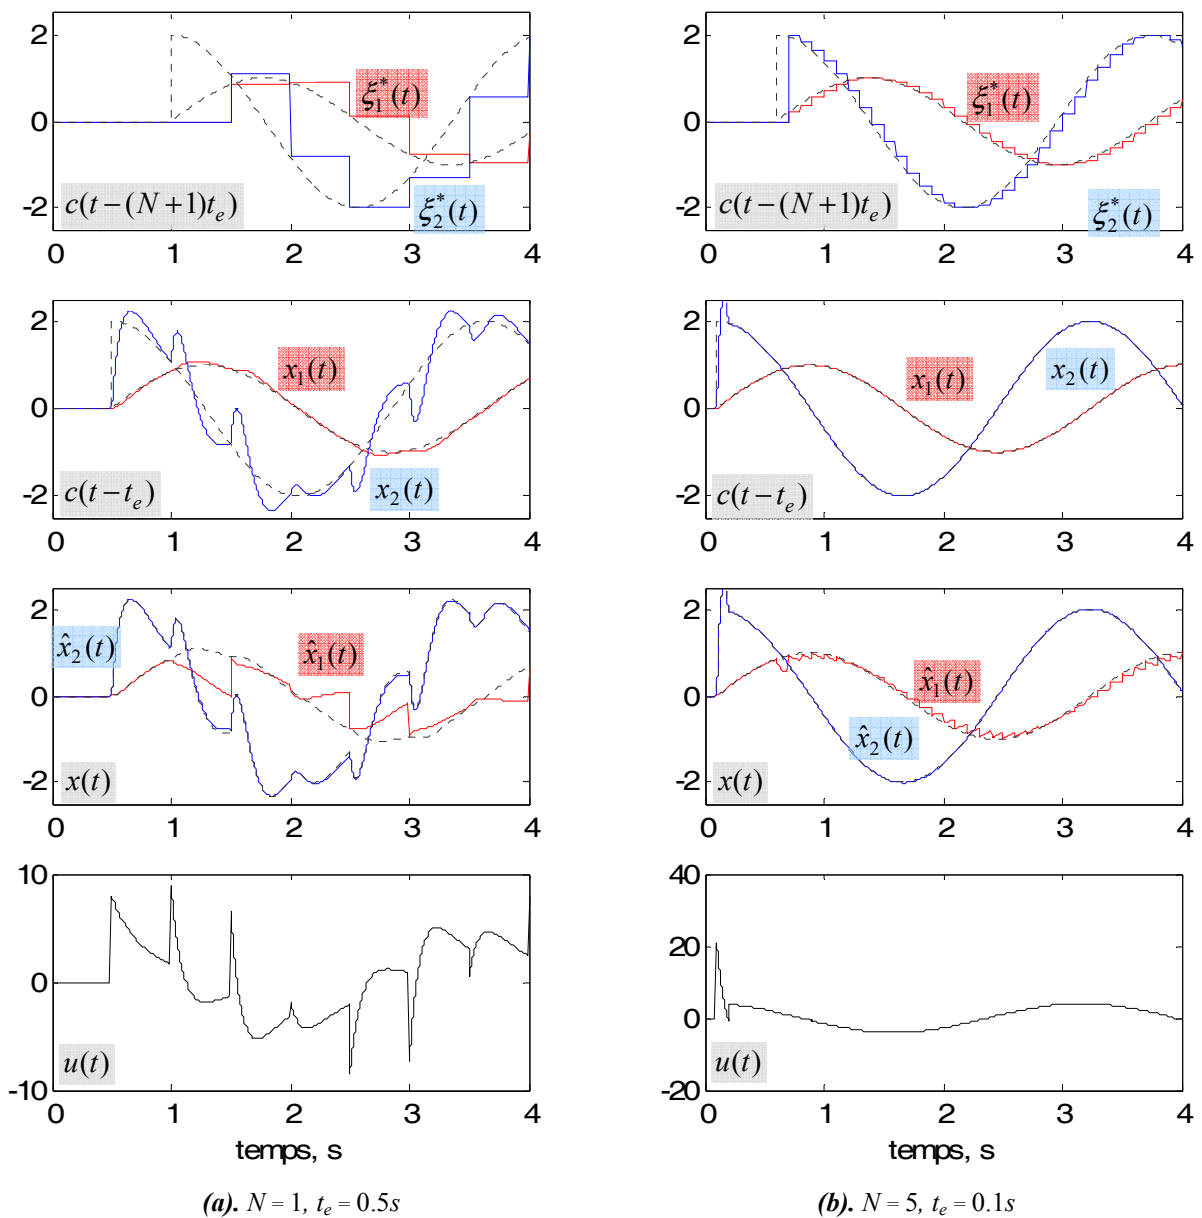 2
0
-2
ξ₁*(t)
c(t−(N+1)tₑ)
ξ₂*(t)
0 1 2 3 4
2
0
-2
x₁(t)
c(t−tₑ)
x₂(t)
0 1 2 3 4
2
0
-2
x̂₂(t)
x̂₁(t)
x(t)
0 1 2 3 4
10
0
-10
u(t)
0 1 2 3 4
temps, s
(a). N = 1, tₑ = 0.5s
2
0
-2
ξ₁*(t)
c(t−(N+1)tₑ)
ξ₂*(t)
0 1 2 3 4
2
0
-2
x₁(t)
x₂(t)
c(t−tₑ)
0 1 2 3 4
2
0
-2
x̂₁(t)
x̂₂(t)
x(t)
0 1 2 3 4
40
20
0
-20
u(t)
0 1 2 3 4
temps, s
(b). N = 5, tₑ = 0.1s